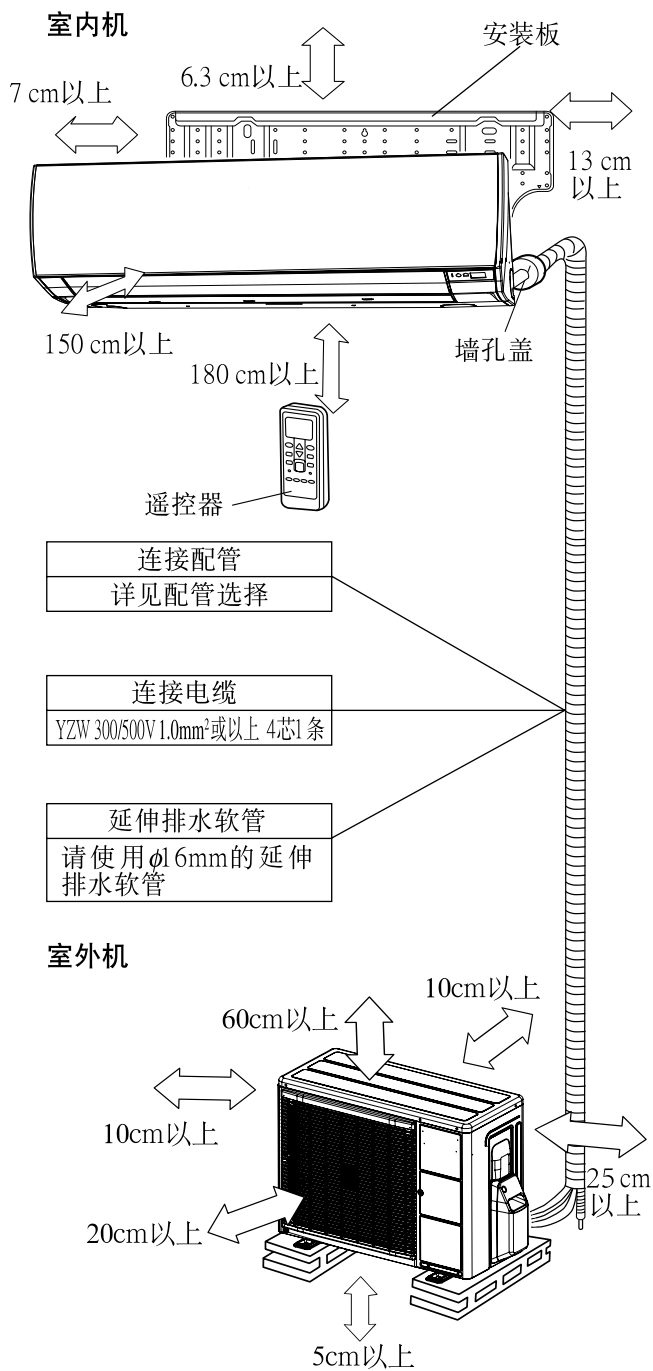 室内机
安装板
6.3 cm以上
7 cm以上
13 cm
以上
150 cm以上
墙孔盖
180 cm以上
遥控器
连接配管
详见配管选择
连接电缆
YZW 300/500V 1.0mm²或以上 4芯1条
延伸排水软管
请使用ϕ16mm的延伸
排水软管
室外机
10cm以上
60cm以上
10cm以上
25 cm
以上
20cm以上
5cm以上